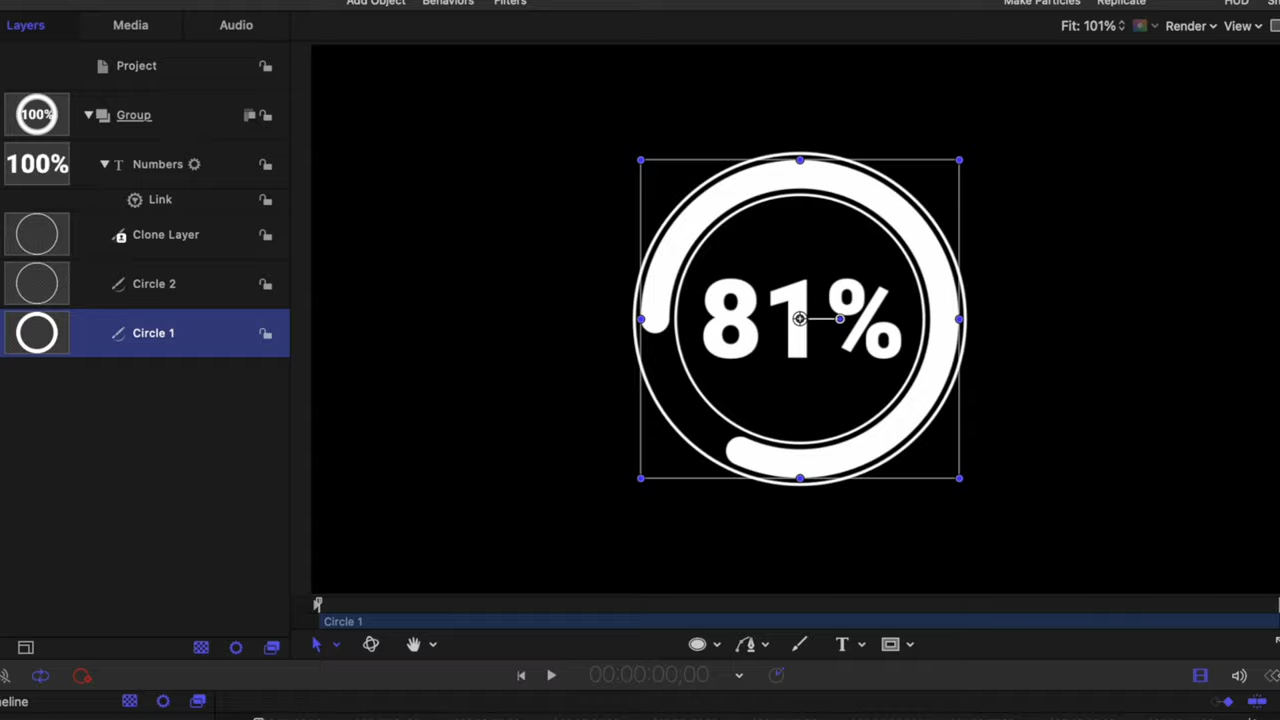 Add Object Behaviors Filters Make Particles Replicate HUD
Layers Media Audio Fit: 101% Render View
Project
100% Group
100% Numbers
Link
Clone Layer
Circle 2
Circle 1
81%
Circle 1
T
00:00:00,00
eline